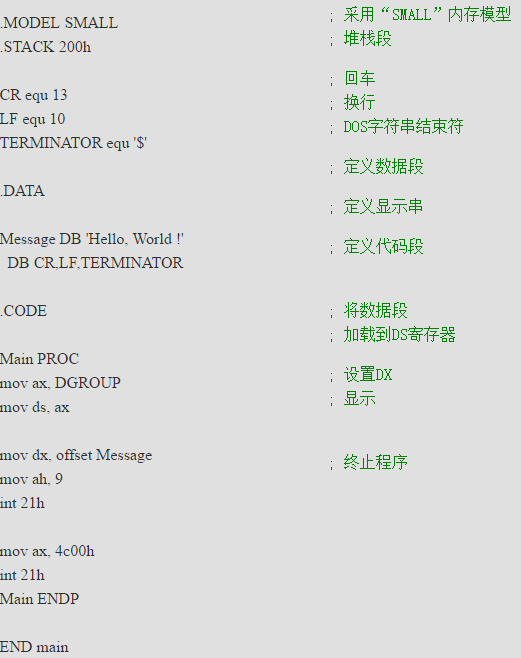 .MODEL SMALL
.STACK 200h
CR equ 13
LF equ 10
TERMINATOR equ '$'
.DATA
Message DB 'Hello, World !'
DB CR,LF,TERMINATOR
.CODE
Main PROC
mov ax, DGROUP
mov ds, ax
mov dx, offset Message
mov ah, 9
int 21h
mov ax, 4c00h
int 21h
Main ENDP
END main
; 采用“SMALL”内存模型
; 堆栈段
; 回车
; 换行
; DOS字符串结束符
; 定义数据段
; 定义显示串
; 定义代码段
; 将数据段
; 加载到DS寄存器
; 设置DX
; 显示
; 终止程序